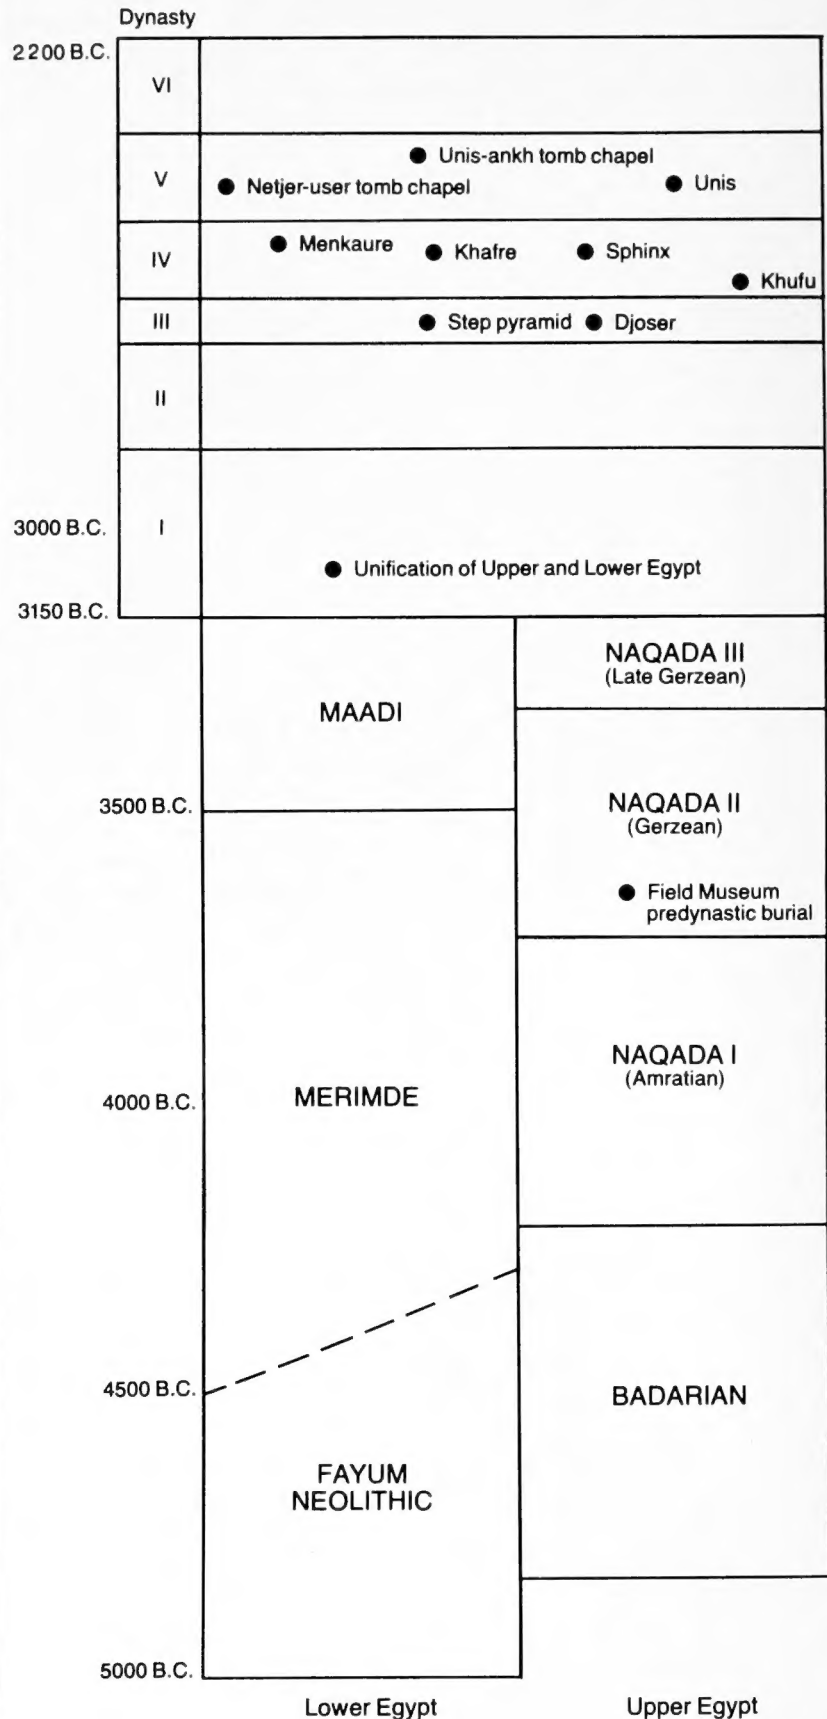 Dynasty
2200 B.C.
VI
V
Unis-ankh tomb chapel
Netjer-user tomb chapel
Unis
IV
Menkaure
Khafre
Sphinx
Khufu
III
Step pyramid
Djoser
II
3000 B.C.
I
Unification of Upper and Lower Egypt
3150 B.C.
NAQADA III
(Late Gerzean)
MAADI
3500 B.C.
NAQADA II
(Gerzean)
Field Museum
predynastic burial
NAQADA I
(Amratian)
4000 B.C.
MERIMDE
4500 B.C.
BADARIAN
FAYUM
NEOLITHIC
5000 B.C.
Lower Egypt
Upper Egypt